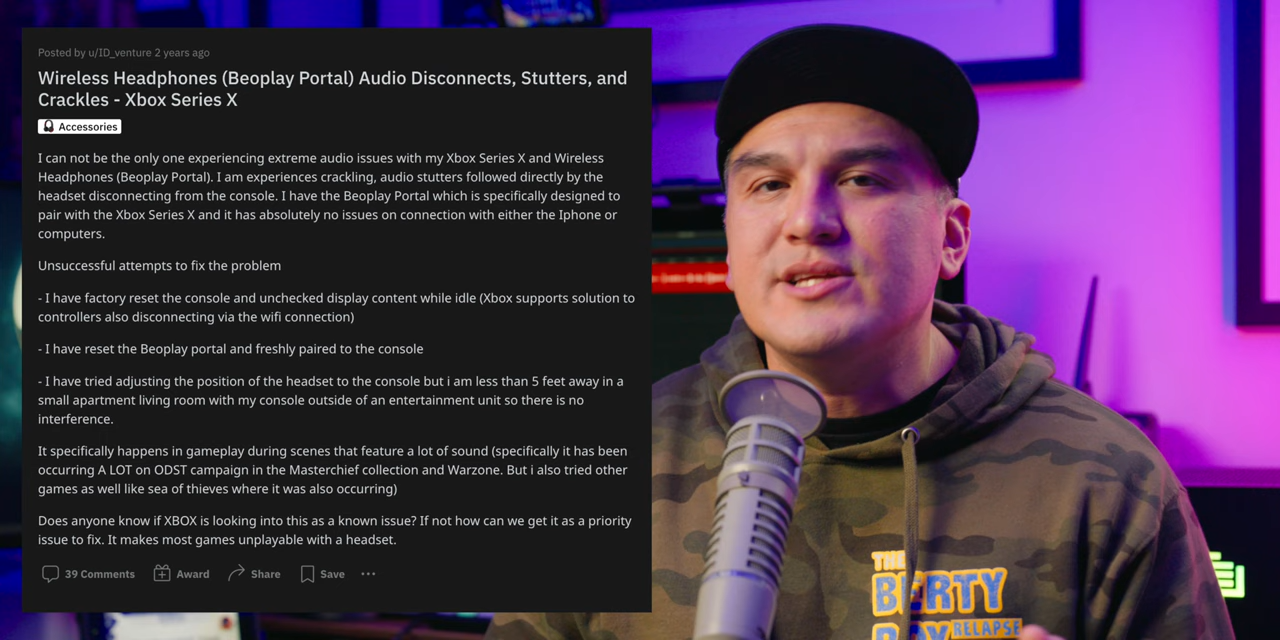 Posted by u/ID_venture 2 years ago
Wireless Headphones (Beoplay Portal) Audio Disconnects, Stutters, and
Crackles - Xbox Series X
Accessories
I can not be the only one experiencing extreme audio issues with my Xbox Series X and Wireless
Headphones (Beoplay Portal). I am experiences crackling, audio stutters followed directly by the
headset disconnecting from the console. I have the Beoplay Portal which is specifically designed to
pair with the Xbox Series X and it has absolutely no issues on connection with either the Iphone or
computers.
Unsuccessful attempts to fix the problem
- I have factory reset the console and unchecked display content while idle (Xbox supports solution to
controllers also disconnecting via the wifi connection)
- I have reset the Beoplay portal and freshly paired to the console
- I have tried adjusting the position of the headset to the console but i am less than 5 feet away in a
small apartment living room with my console outside of an entertainment unit so there is no
interference.
It specifically happens in gameplay during scenes that feature a lot of sound (specifically it has been
occurring A LOT on ODST campaign in the Masterchief collection and Warzone. But i also tried other
games as well like sea of thieves where it was also occurring)
Does anyone know if XBOX is looking into this as a known issue? If not how can we get it as a priority
issue to fix. It makes most games unplayable with a headset.
39 Comments Award Share Save
THE
BERTY
BOY RELAPSE